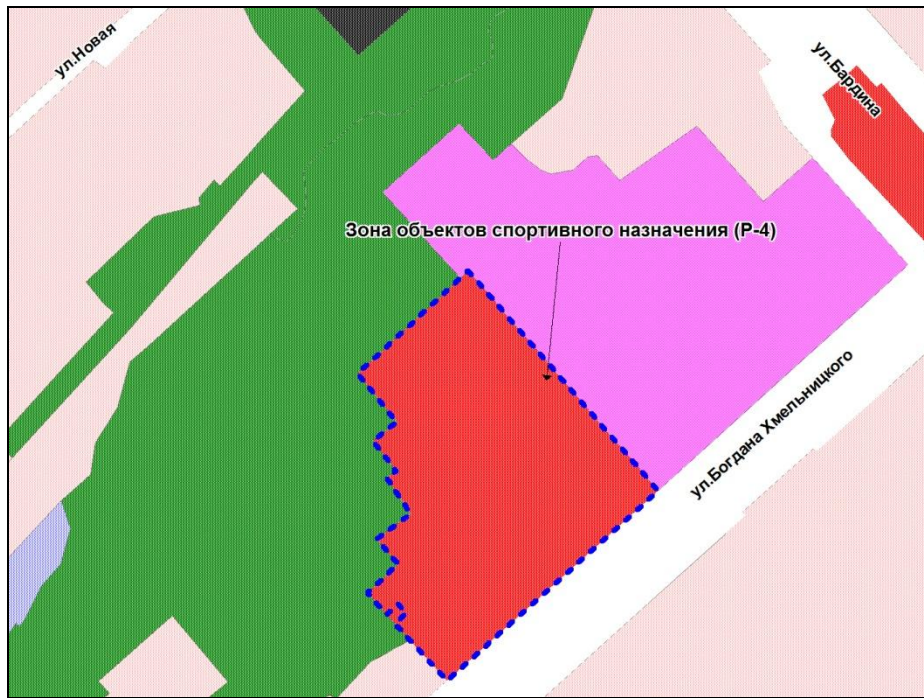 ул.Новая
ул.Бардина
Зона объектов спортивного назначения (Р-4)
ул.Богдана Хмельницкого